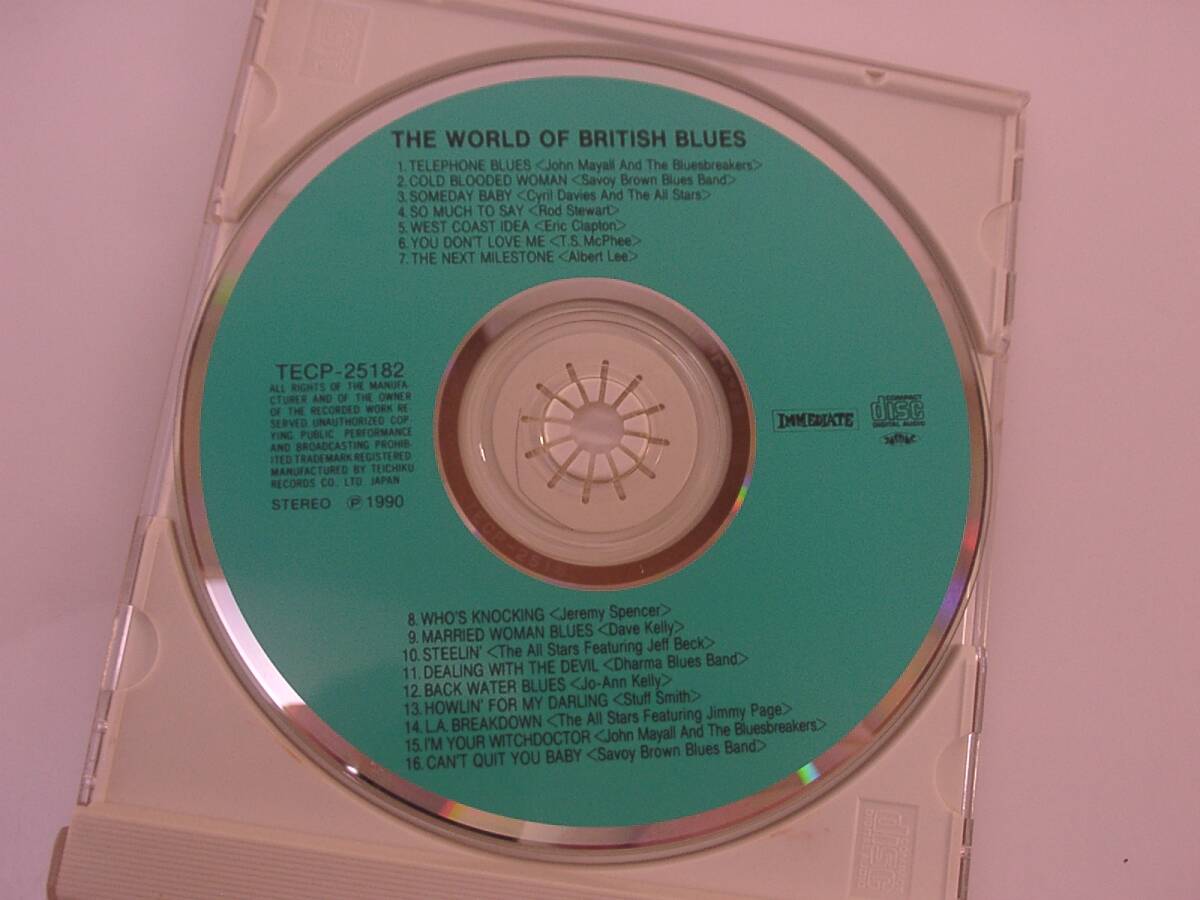 THE WORLD OF BRITISH BLUES
1. TELEPHONE BLUES <John Mayall And The Bluesbreakers>
2. COLD BLOODED WOMAN <Savoy Brown Blues Band>
3. SOMEDAY BABY <Cyril Davies And The All Stars>
4. SO MUCH TO SAY <Rod Stewart>
5. WEST COAST IDEA <Eric Clapton>
6. YOU DON'T LOVE ME <T.S. McPhee>
7. THE NEXT MILESTONE <Albert Lee>
TECP-25182
ALL RIGHTS OF THE MANUFA-
CTURER AND OF THE OWNER
OF THE RECORDED WORK RE-
SERVED UNAUTHORIZED COP-
YING PUBLIC PERFORMANCE
AND BROADCASTING PROHIB-
ITED TRADEMARK REGISTERED
MANUFACTURED BY TEICHIKU
RECORDS CO. LTD. JAPAN
STEREO Ⓟ 1990
IMMEDIATE
COMPACT
disc
DIGITAL AUDIO
8. WHO'S KNOCKING <Jeremy Spencer>
9. MARRIED WOMAN BLUES <Dave Kelly>
10. STEELIN' <The All Stars Featuring Jeff Beck>
11. DEALING WITH THE DEVIL <Dharma Blues Band>
12. BACK WATER BLUES <Jo-Ann Kelly>
13. HOWLIN' FOR MY DARLING <Stuff Smith>
14. L.A. BREAKDOWN <The All Stars Featuring Jimmy Page>
15. I'M YOUR WITCHDOCTOR <John Mayall And The Bluesbreakers>
16. CAN'T QUIT YOU BABY <Savoy Brown Blues Band>
disc